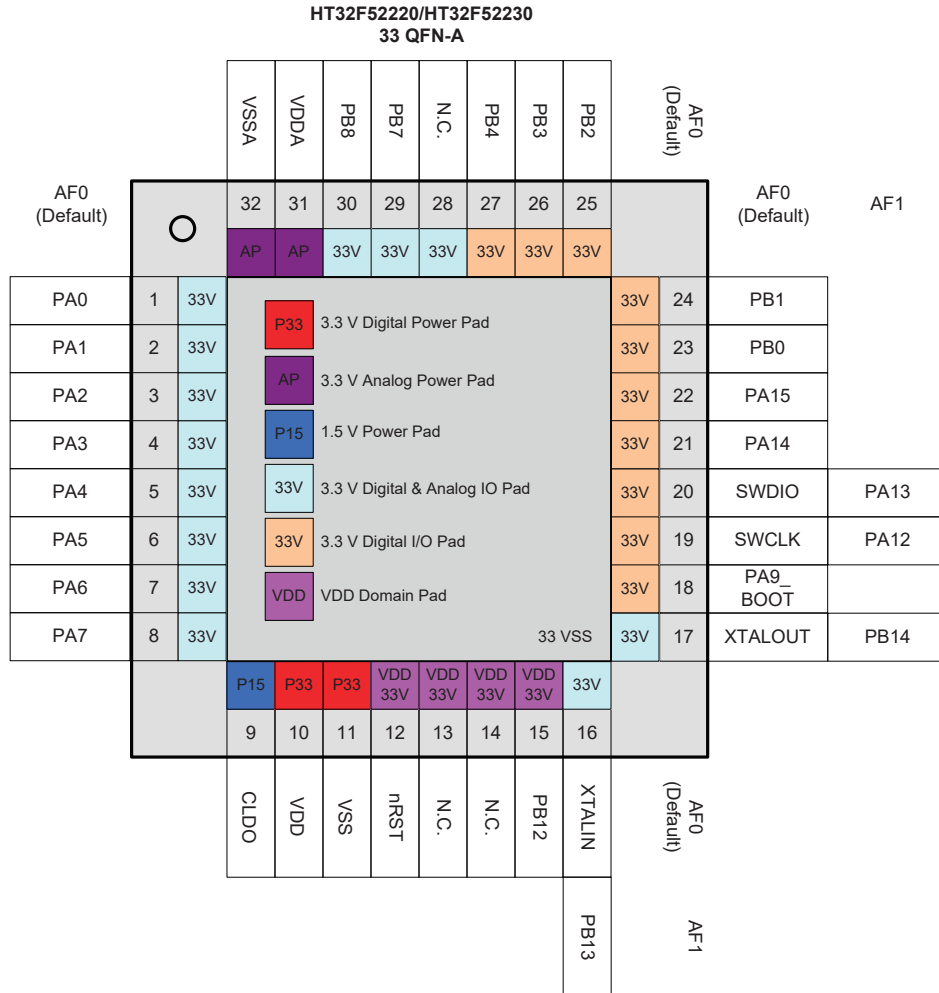 HT32F52220/HT32F52230
33 QFN-A
VSSA VDDA PB8 PB7 N.C. PB4 PB3 PB2 AF0 (Default)
AF0
(Default)
32 31 30 29 28 27 26 25
AF0
(Default)
AF1
AP AP 33V 33V 33V 33V 33V 33V
PA0 1 33V 33V 24 PB1
P33 3.3 V Digital Power Pad
PA1 2 33V 33V 23 PB0
AP 3.3 V Analog Power Pad
PA2 3 33V 33V 22 PA15
P15 1.5 V Power Pad
PA3 4 33V 33V 21 PA14
33V 3.3 V Digital & Analog IO Pad
PA4 5 33V 33V 20 SWDIO PA13
33V 3.3 V Digital I/O Pad
PA5 6 33V 33V 19 SWCLK PA12
VDD VDD Domain Pad
PA6 7 33V 33V 18 PA9_
BOOT
33 VSS
PA7 8 33V 33V 17 XTALOUT PB14
P15 P33 P33 VDD 33V VDD 33V VDD 33V VDD 33V 33V
9 10 11 12 13 14 15 16
CLDO VDD VSS nRST N.C. N.C. PB12 XTALIN AF0 (Default)
PB13 AF1